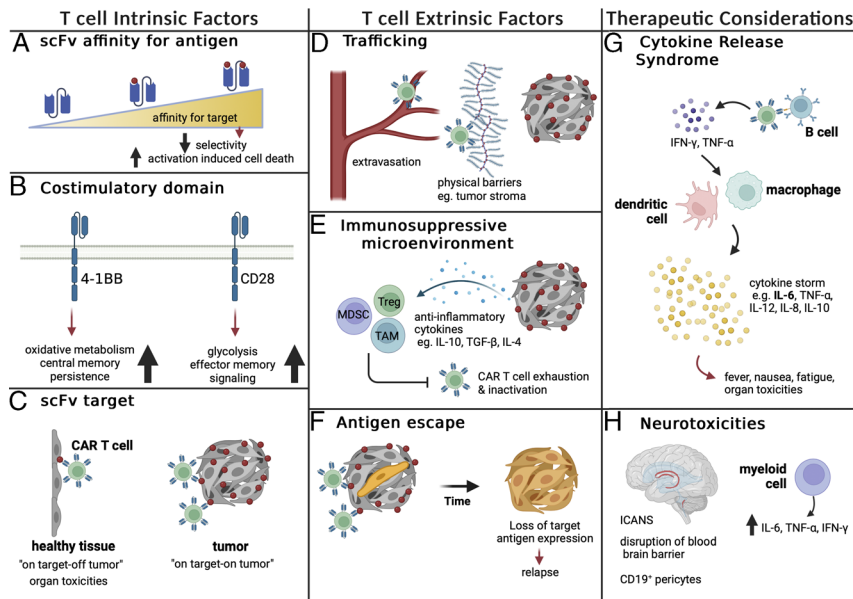 T cell Intrinsic Factors
A scFv affinity for antigen
affinity for target
selectivity
activation induced cell death
B Costimulatory domain
4-1BB
CD28
oxidative metabolism
central memory
persistence
glycolysis
effector memory
signaling
C scFv target
CAR T cell
healthy tissue
"on target-off tumor"
organ toxicities
tumor
"on target-on tumor"
T cell Extrinsic Factors
D Trafficking
extravasation
physical barriers
eg. tumor stroma
E Immunosuppressive
microenvironment
MDSC
Treg
TAM
anti-inflammatory
cytokines
eg. IL-10, TGF-β, IL-4
CAR T cell exhaustion
& inactivation
F Antigen escape
Time
Loss of target
antigen expression
relapse
Therapeutic Considerations
G Cytokine Release
Syndrome
B cell
IFN-γ, TNF-α
macrophage
dendritic
cell
cytokine storm
e.g. IL-6, TNF-α,
IL-12, IL-8, IL-10
fever, nausea, fatigue,
organ toxicities
H Neurotoxicities
myeloid
cell
ICANS
IL-6, TNF-α, IFN-γ
disruption of blood
brain barrier
CD19⁺ pericytes